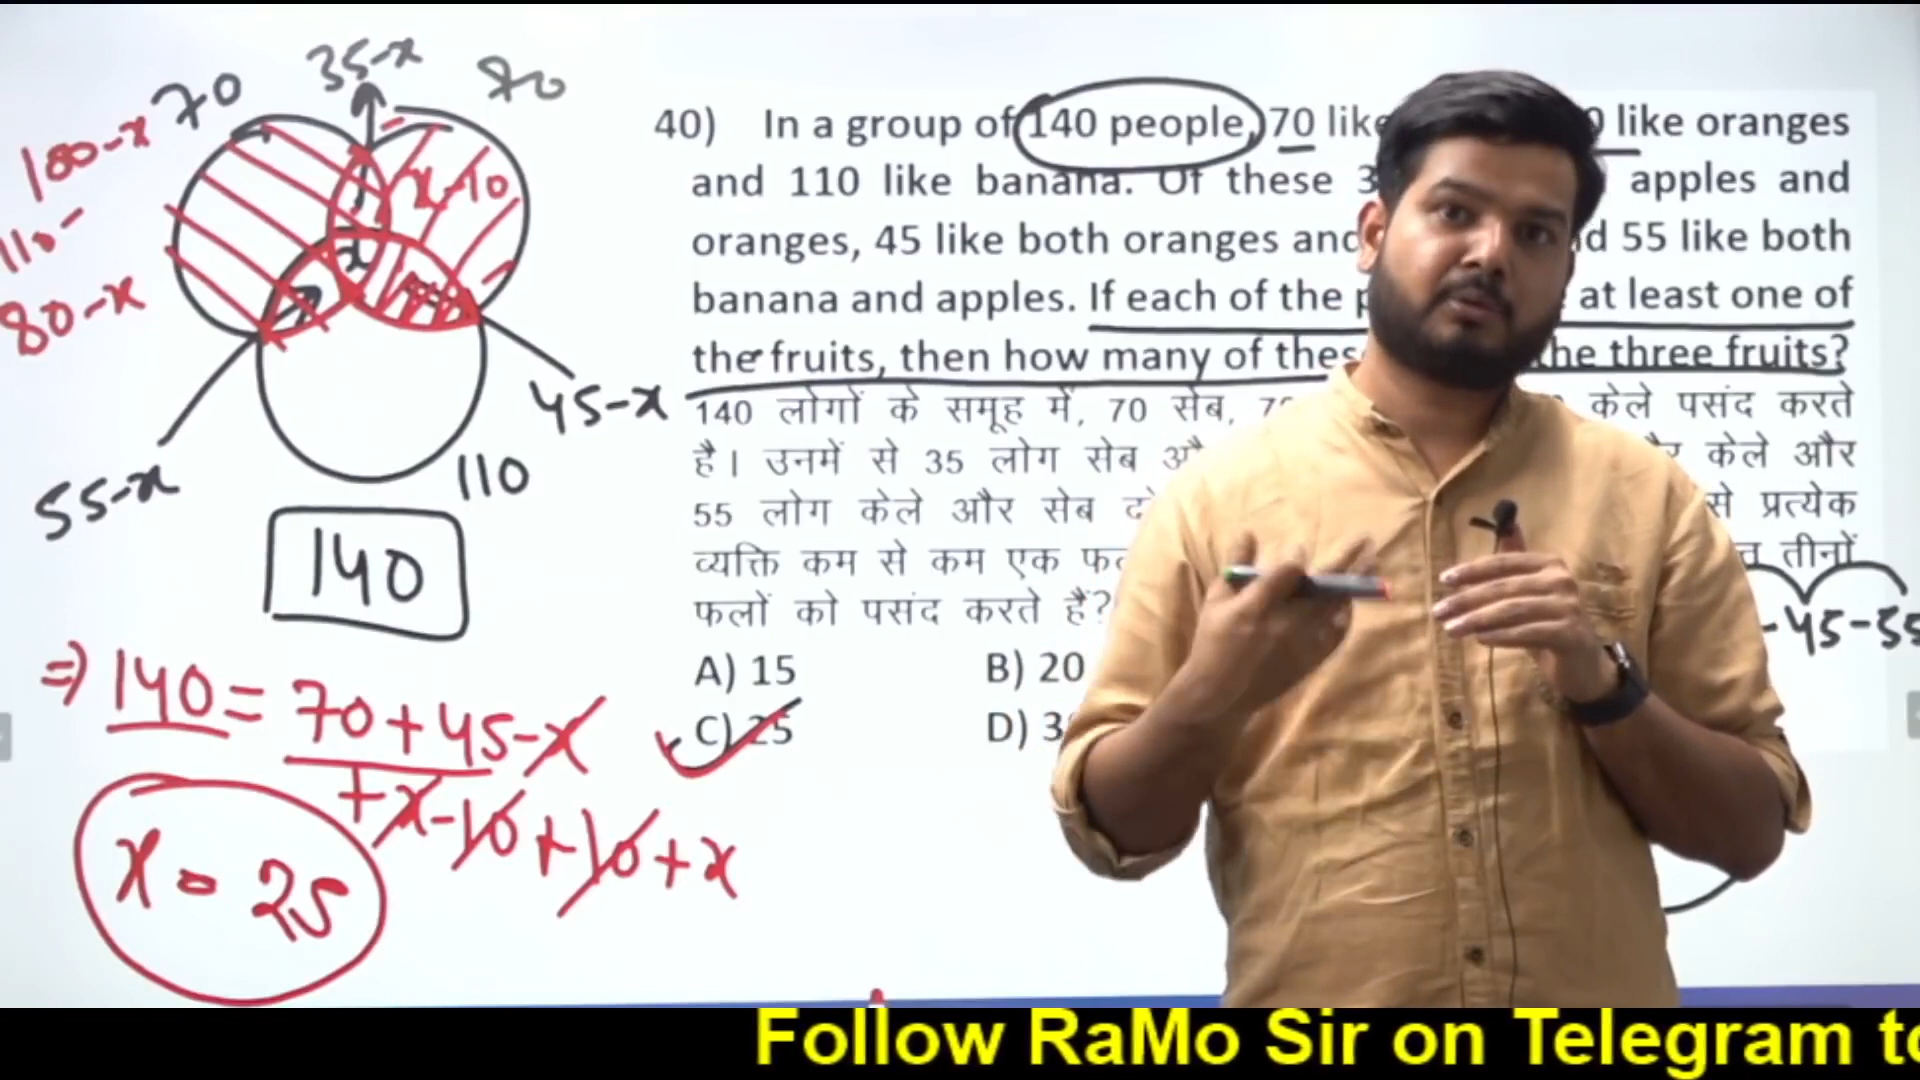 35-x
70
70
100-x
110-
80-x
x-10
x
45-x
55-x
110
140
⇒ 140 = 70 + 45-x
+ x-10 + 10 + x
x = 25
40) In a group of 140 people, 70 like oranges
and 110 like banana. Of these apples and
oranges, 45 like both oranges and 55 like both
banana and apples. If each of the at least one of
the fruits, then how many of these the three fruits?
140 लोगों के समूह में, 70 सेब, केले पसंद करते
है। उनमें से 35 लोग सेब केले और
55 लोग केले और सेब से प्रत्येक
व्यक्ति कम से कम एक तीनों
फलों को पसंद करते हैं?
-45-55
A) 15 B) 20
C) 25 D)
Follow RaMo Sir on Telegram